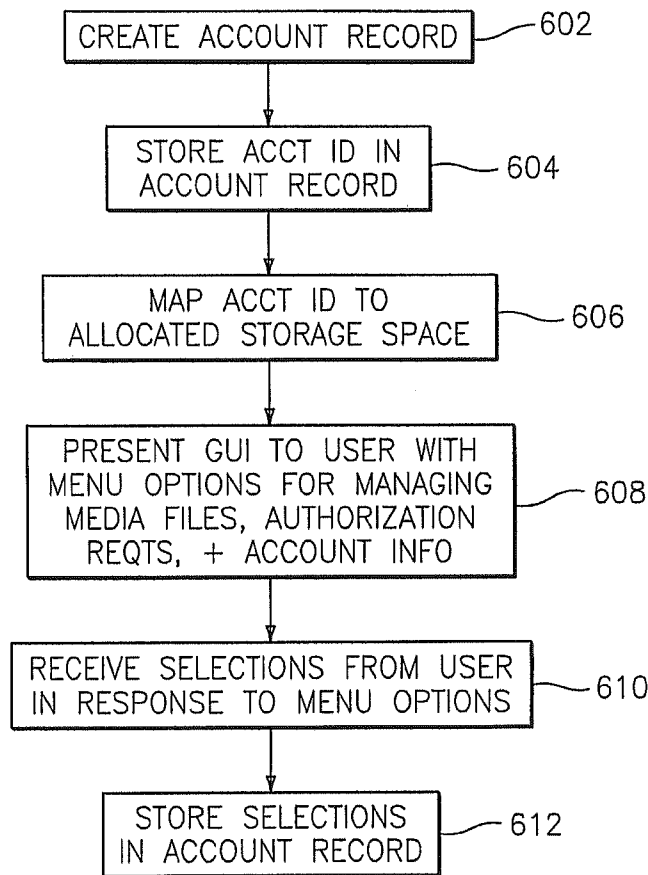 CREATE ACCOUNT RECORD
602
STORE ACCT ID IN
ACCOUNT RECORD
604
MAP ACCT ID TO
ALLOCATED STORAGE SPACE
606
PRESENT GUI TO USER WITH
MENU OPTIONS FOR MANAGING
MEDIA FILES, AUTHORIZATION
REQTS, + ACCOUNT INFO
608
RECEIVE SELECTIONS FROM USER
IN RESPONSE TO MENU OPTIONS
610
STORE SELECTIONS
IN ACCOUNT RECORD
612